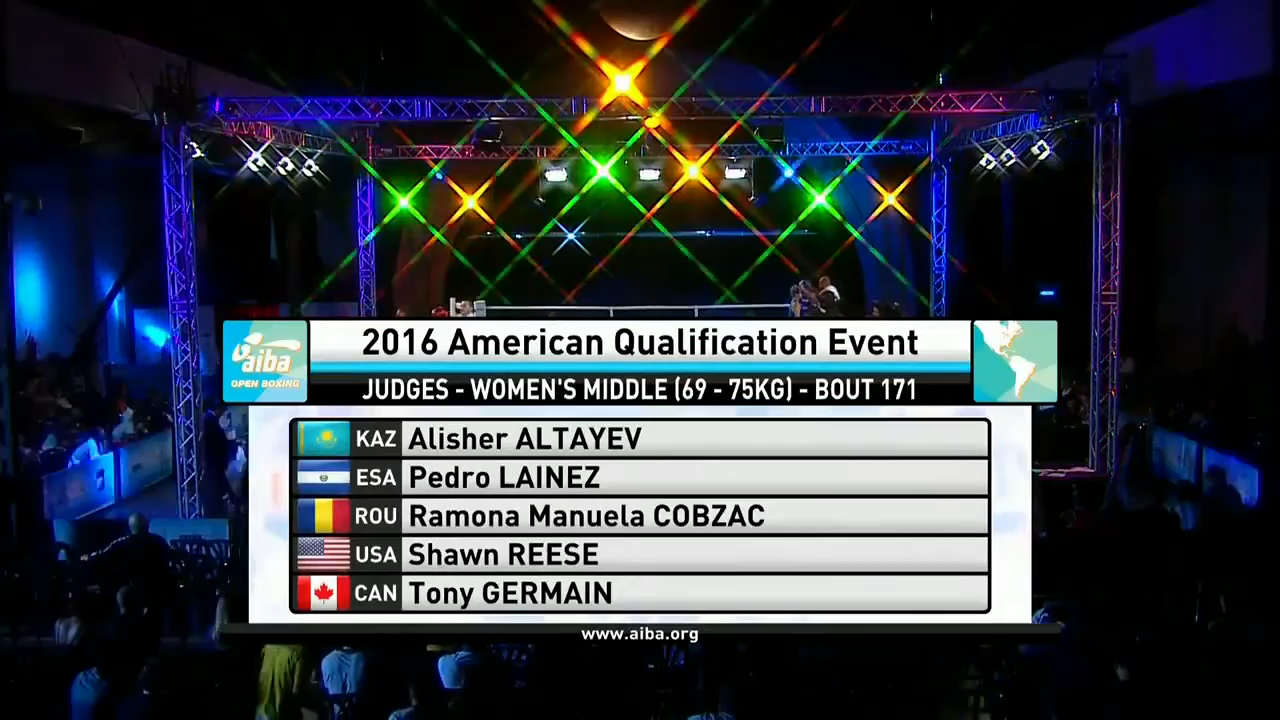 2016 American Qualification Event
aiba
OPEN BOXING
JUDGES - WOMEN'S MIDDLE (69 - 75KG) - BOUT 171
KAZ Alisher ALTAYEV
ESA Pedro LAINEZ
ROU Ramona Manuela COBZAC
USA Shawn REESE
CAN Tony GERMAIN
www.aiba.org